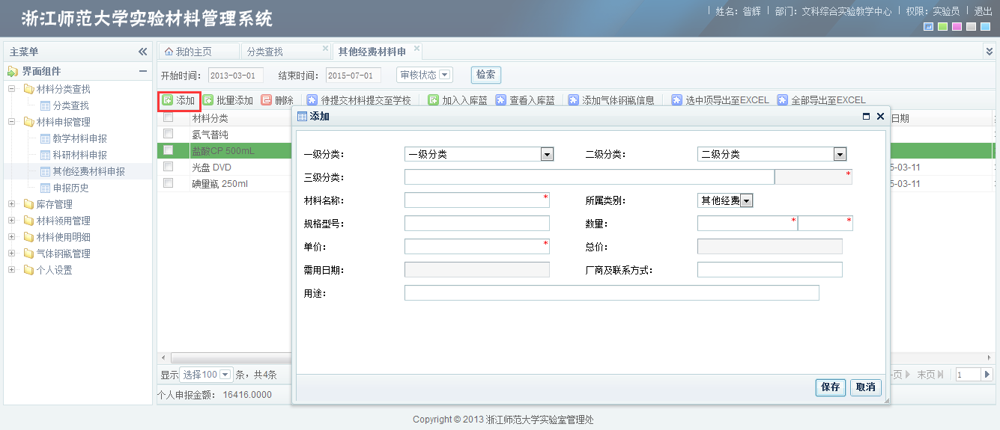 浙江师范大学实验材料管理系统
姓名：昝辉 | 部门：文科综合实验教学中心 | 权限：实验员 | 退出
主菜单
界面组件
材料分类查找
分类查找
材料申报管理
教学材料申报
科研材料申报
其他经费材料申报
申报历史
库存管理
材料领用管理
材料使用明细
气体钢瓶管理
个人设置
我的主页 分类查找 其他经费材料申
开始时间： 2013-03-01 结束时间： 2015-07-01 审核状态 检索
添加 批量添加 删除 待提交材料提交至学校 加入入库蓝 查看入库蓝 添加气体钢瓶信息 选中项导出至EXCEL 全部导出至EXCEL
材料分类 日期
氢气普纯
盐酸CP 500mL
光盘 DVD 5-03-11
碘量瓶 250ml 5-03-11
添加
一级分类： 一级分类 二级分类： 二级分类
三级分类： *
材料名称： * 所属类别： 其他经费
规格型号： 数量： * *
单价： * 总价：
需用日期： 厂商及联系方式：
用途：
保存 取消
显示 选择100 条，共4条 页 末页 1
个人申报金额： 16416.0000
Copyright © 2013 浙江师范大学实验室管理处